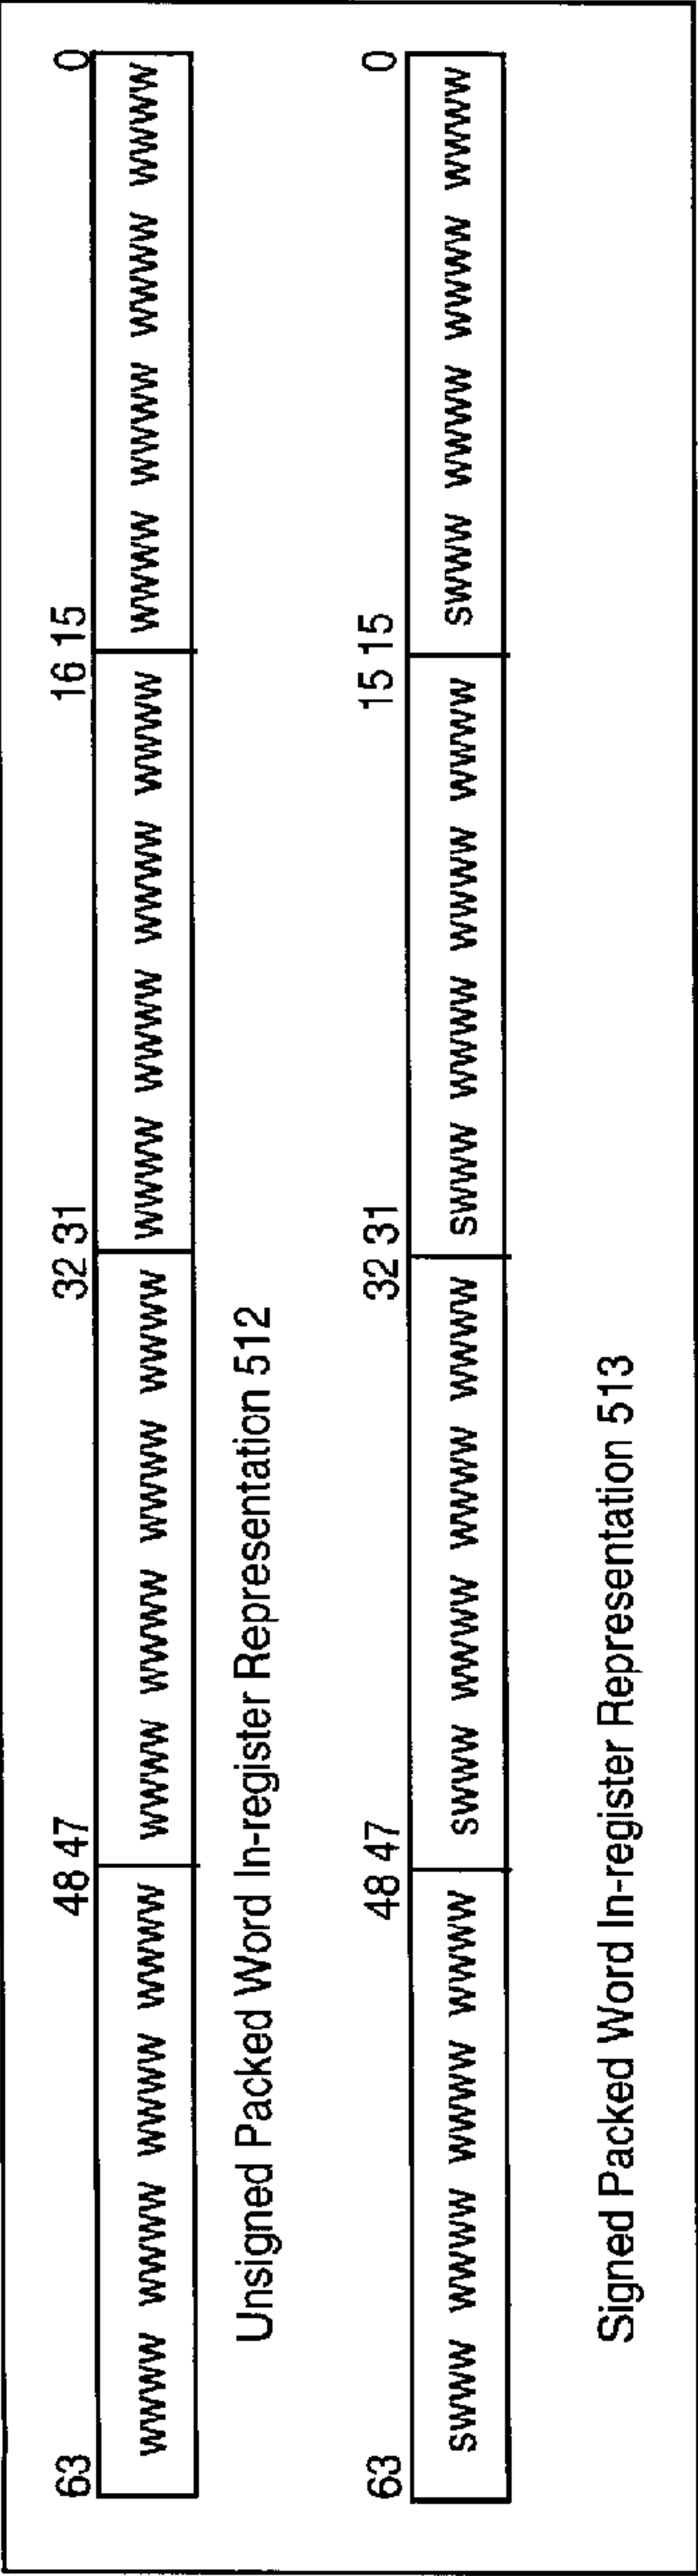 63 48 47 32 31 16 15 0
wwww wwww wwww wwww wwww wwww wwww wwww wwww wwww wwww wwww wwww wwww wwww wwww
Unsigned Packed Word In-register Representation 512
63 48 47 32 31 15 15 0
swww wwww wwww wwww swww wwww wwww wwww swww wwww wwww wwww swww wwww wwww wwww
Signed Packed Word In-register Representation 513